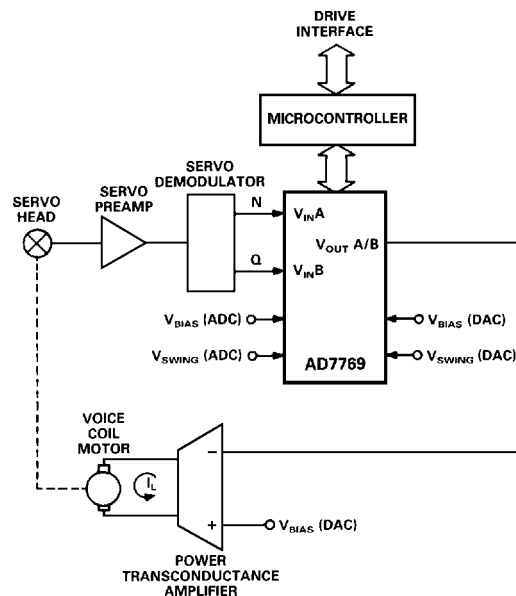 DRIVE
INTERFACE
MICROCONTROLLER
SERVO
DEMODULATOR
SERVO
PREAMP
SERVO
HEAD
N
Q
VINA
VINB
VOUT A/B
VBIAS (ADC)
VSWING (ADC)
VBIAS (DAC)
VSWING (DAC)
AD7769
VOICE
COIL
MOTOR
IL
−
+
VBIAS (DAC)
POWER
TRANSCONDUCTANCE
AMPLIFIER